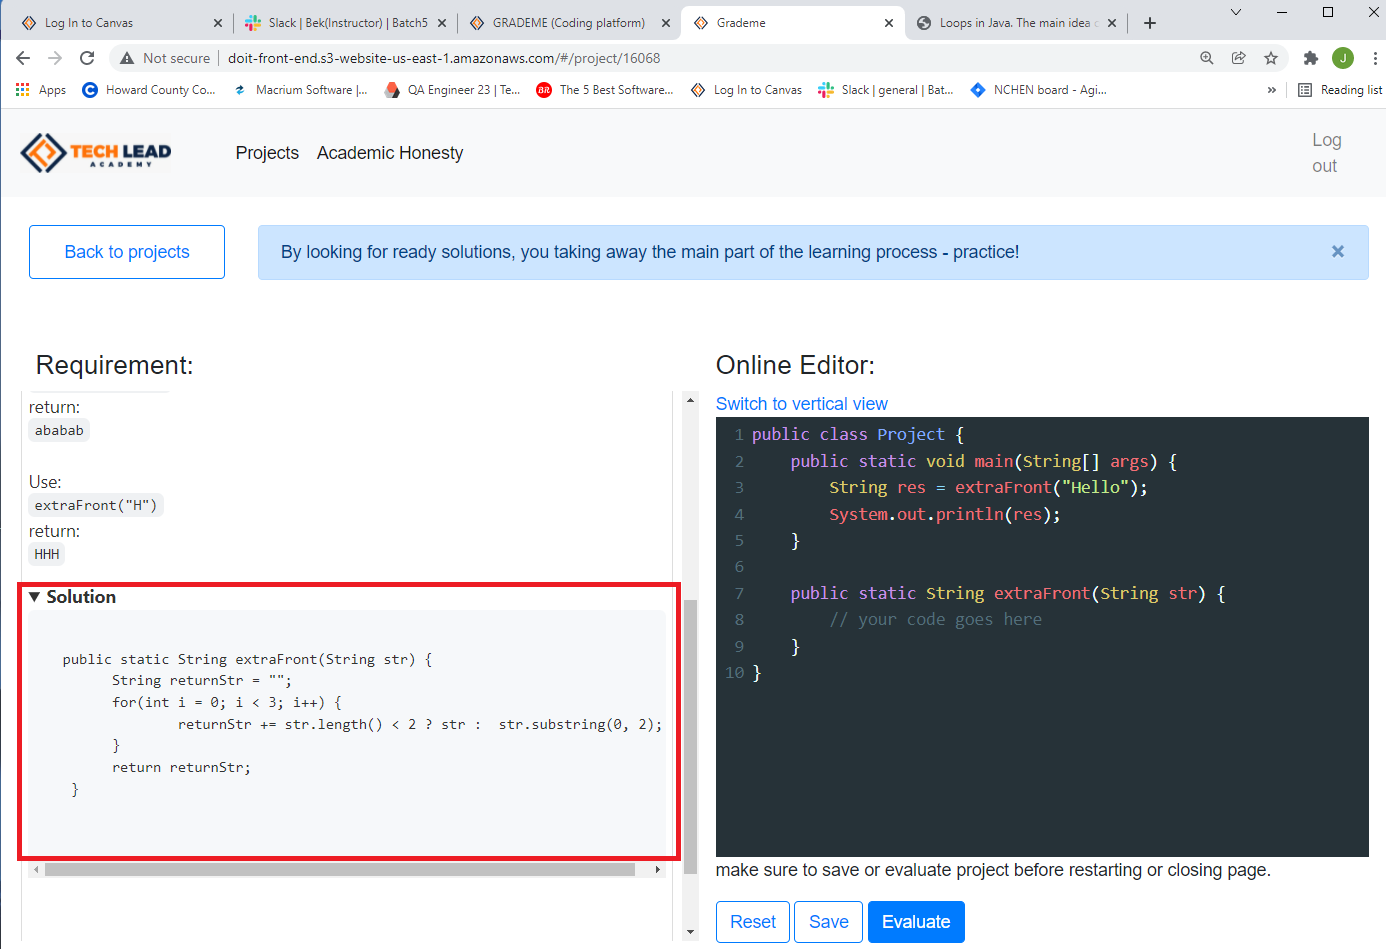 Log In to Canvas
Slack | Bek(Instructor) | Batch5
GRADEME (Coding platform)
Grademe
Loops in Java. The main idea
Not secure
doit-front-end.s3-website-us-east-1.amazonaws.com/#/project/16068
J
Apps
Howard County Co...
Macrium Software |...
QA Engineer 23 | Te...
BR
The 5 Best Software...
Log In to Canvas
Slack | general | Bat...
NCHEN board - Agi...
»
Reading list
TECH LEAD
ACADEMY
Projects
Academic Honesty
Log
out
Back to projects
By looking for ready solutions, you taking away the main part of the learning process - practice!
Requirement:
return:
ababab
Use:
extraFront("H")
return:
HHH
▼ Solution
public static String extraFront(String str) {
String returnStr = "";
for(int i = 0; i < 3; i++) {
returnStr += str.length() < 2 ? str :  str.substring(0, 2);
}
return returnStr;
}
Online Editor:
Switch to vertical view
1 public class Project {
2 public static void main(String[] args) {
3 String res = extraFront("Hello");
4 System.out.println(res);
5 }
6
7 public static String extraFront(String str) {
8 // your code goes here
9 }
10 }
make sure to save or evaluate project before restarting or closing page.
Reset
Save
Evaluate